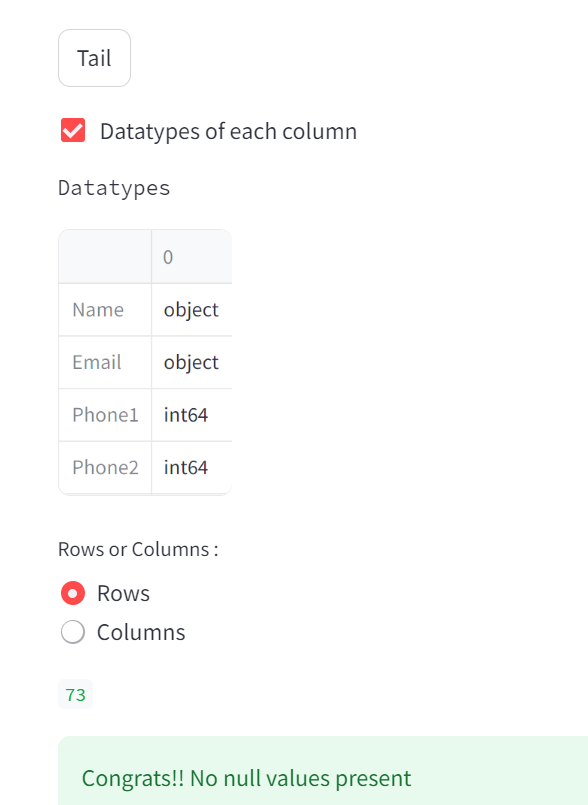 Tail
Datatypes of each column
Datatypes
0
Name object
Email object
Phone1 int64
Phone2 int64
Rows or Columns :
Rows
Columns
73
Congrats!! No null values present